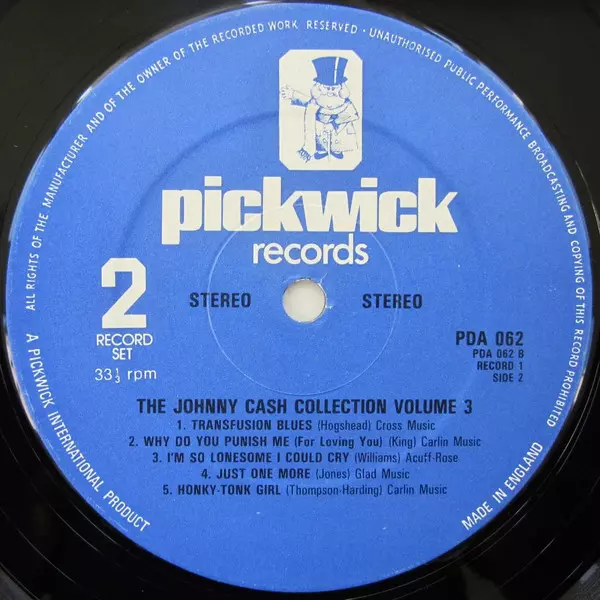 ALL RIGHTS OF THE MANUFACTURER AND OF THE OWNER OF THE RECORDED WORK RESERVED - UNAUTHORISED PUBLIC PERFORMANCE BROADCASTING AND COPYING OF THIS RECORD PROHIBITED
pickwick
records
2
RECORD
SET
33⅓ rpm
STEREO STEREO
PDA 062
PDA 062 B
RECORD 1
SIDE 2
THE JOHNNY CASH COLLECTION VOLUME 3
1. TRANSFUSION BLUES (Hogshead) Cross Music
2. WHY DO YOU PUNISH ME (For Loving You) (King) Carlin Music
3. I'M SO LONESOME I COULD CRY (Williams) Acuff-Rose
4. JUST ONE MORE (Jones) Glad Music
5. HONKY-TONK GIRL (Thompson-Harding) Carlin Music
A PICKWICK INTERNATIONAL PRODUCT
MADE IN ENGLAND